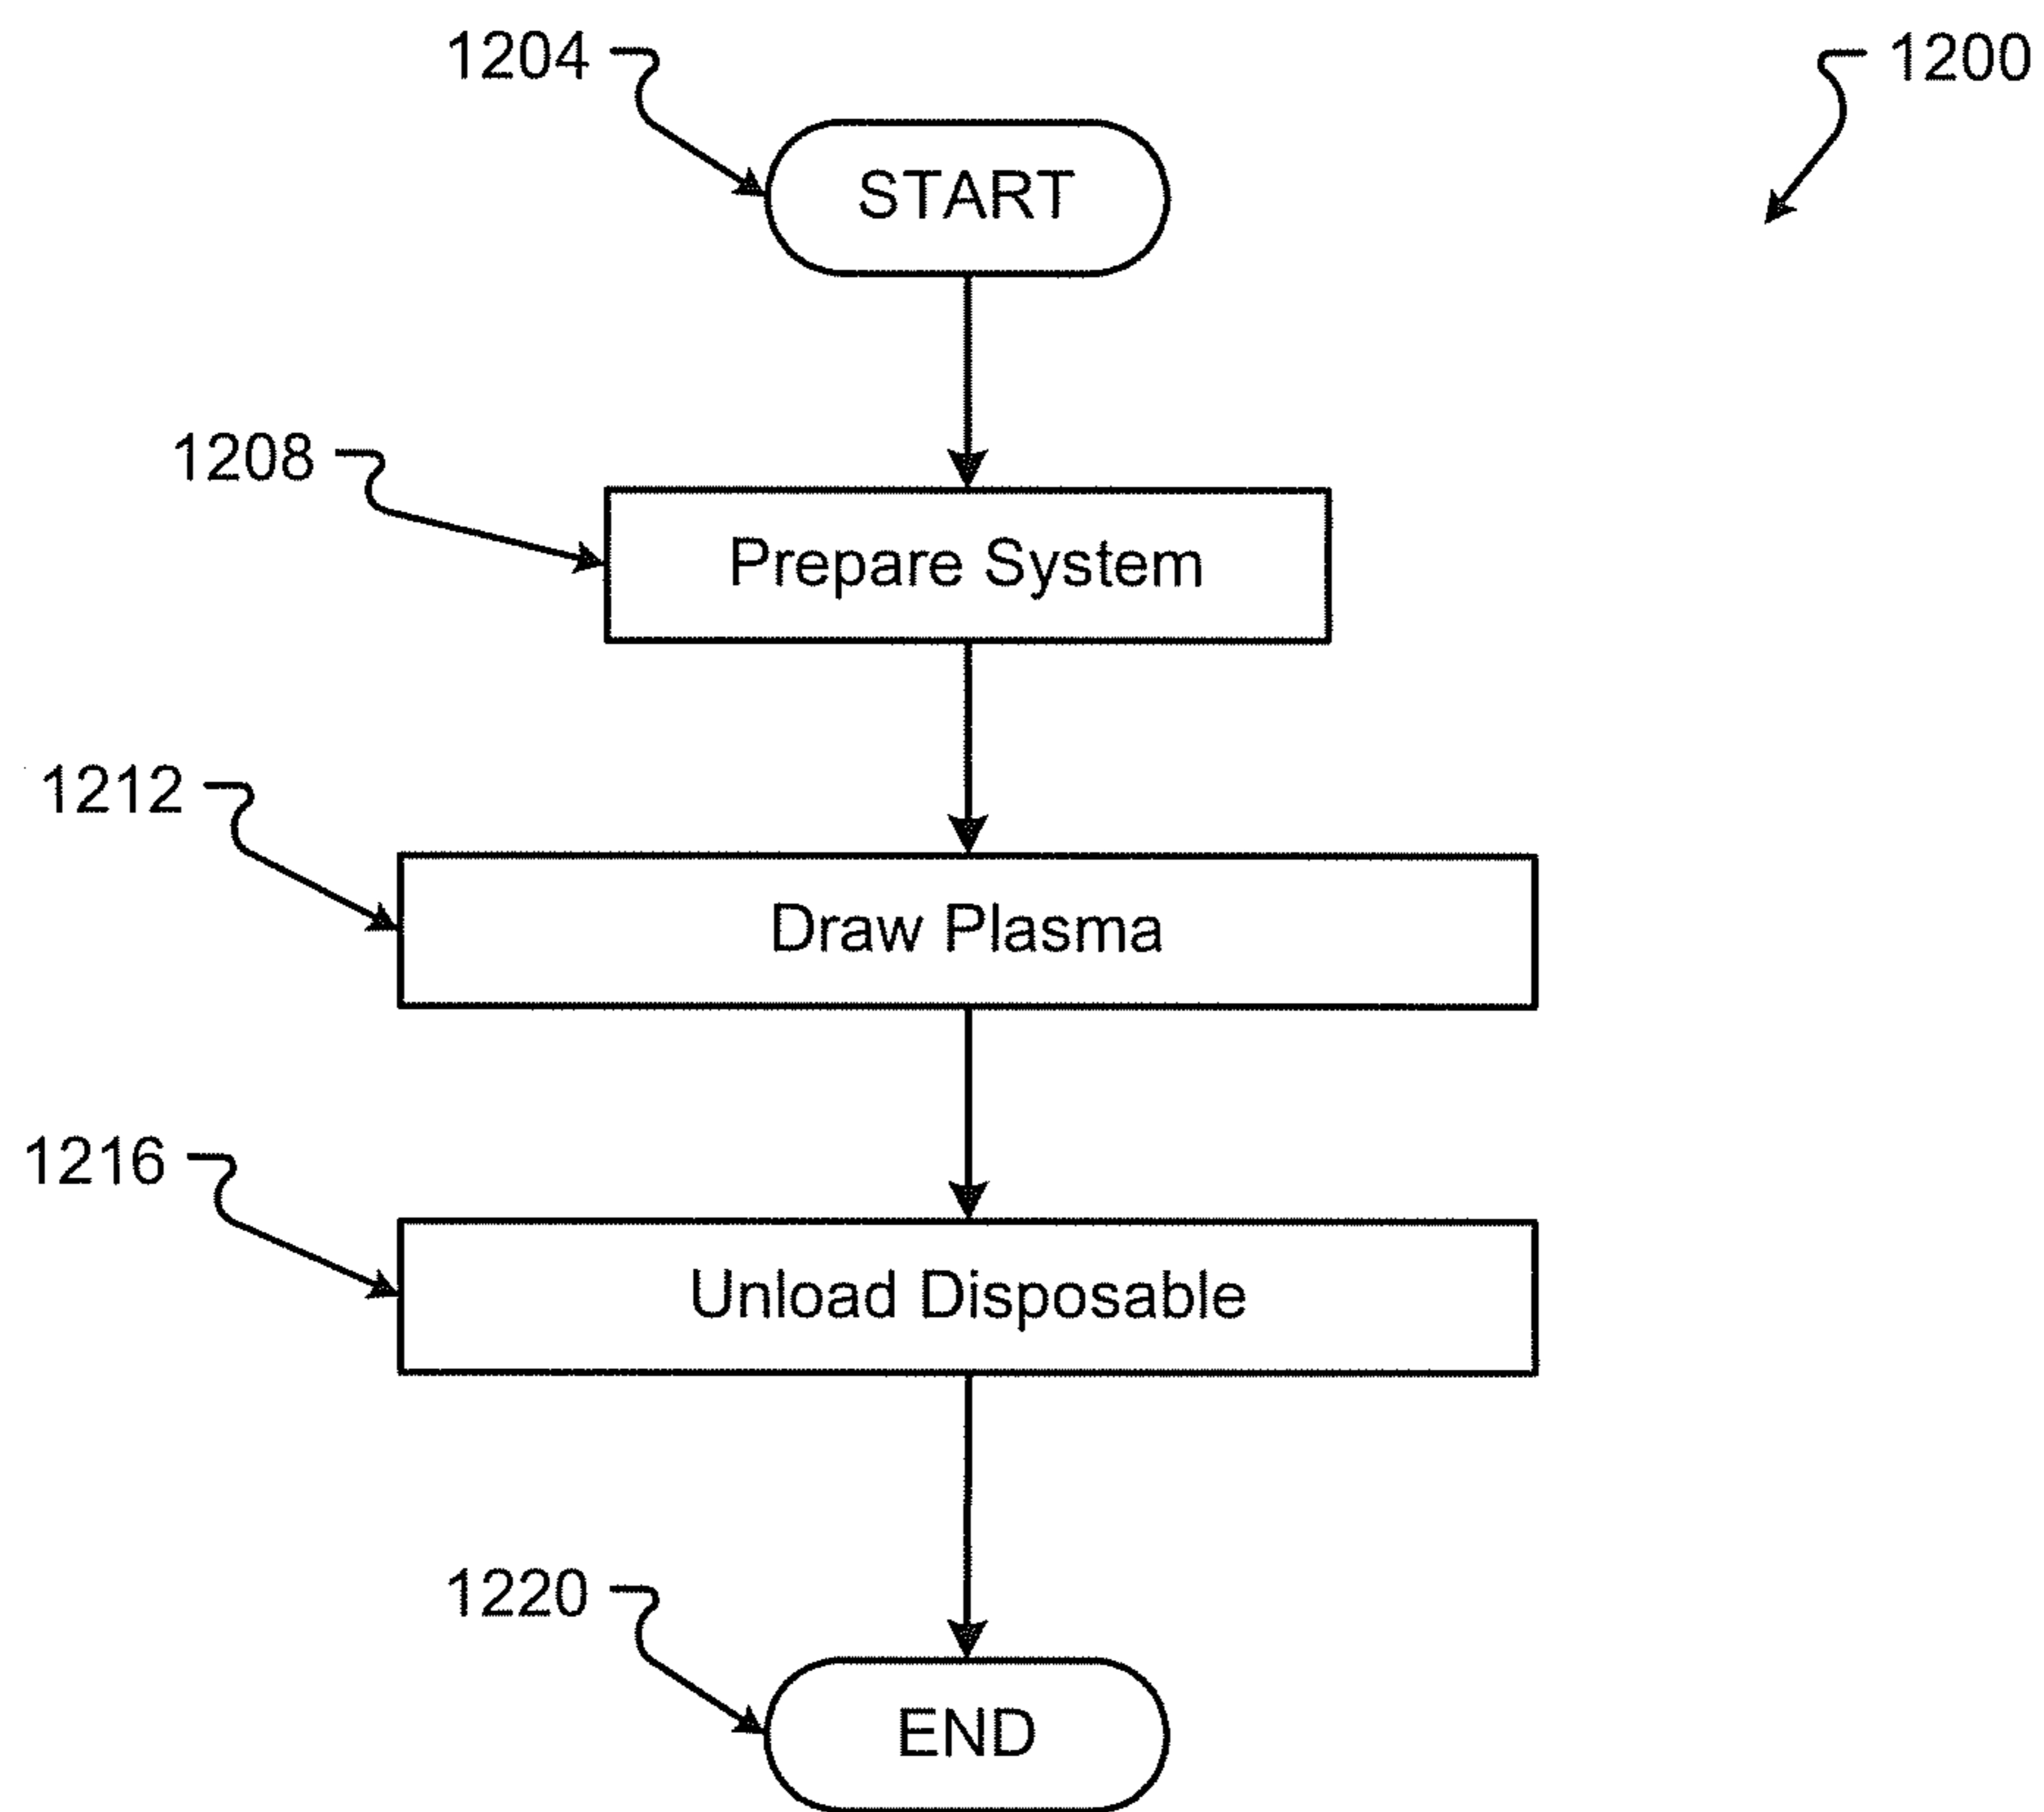 1204
1200
START
1208
Prepare System
1212
Draw Plasma
1216
Unload Disposable
1220
END